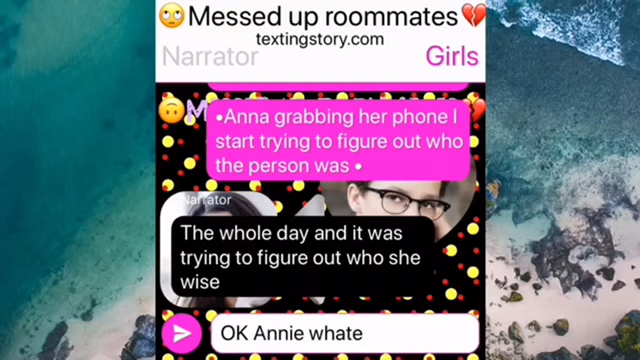 🙄Messed up roommates💔
textingstory.com
Narrator Girls
•Anna grabbing her phone I
start trying to figure out who
the person was •
Narrator
The whole day and it was
trying to figure out who she
wise
OK Annie whate